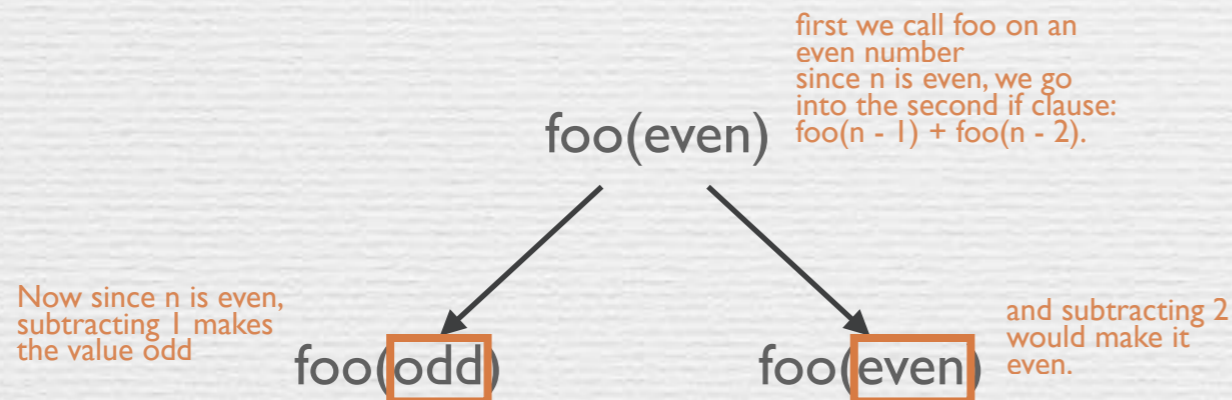 first we call foo on an
even number
since n is even, we go
into the second if clause:
foo(n - 1) + foo(n - 2).
foo(even)
Now since n is even,
subtracting 1 makes
the value odd
foo(odd)
foo(even)
and subtracting 2
would make it
even.